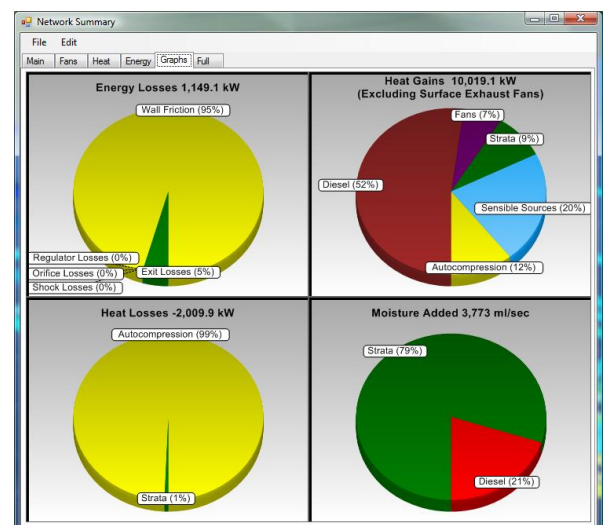 Network Summary
File Edit
Main Fans Heat Energy Graphs Full
Energy Losses 1,149.1 kW
Wall Friction (95%)
Regulator Losses (0%)
Orifice Losses (0%)
Exit Losses (5%)
Shock Losses (0%)
Heat Gains 10,019.1 kW
(Excluding Surface Exhaust Fans)
Fans (7%)
Strata (9%)
Diesel (52%)
Sensible Sources (20%)
Autocompression (12%)
Heat Losses -2,009.9 kW
Autocompression (99%)
Strata (1%)
Moisture Added 3,773 ml/sec
Strata (79%)
Diesel (21%)